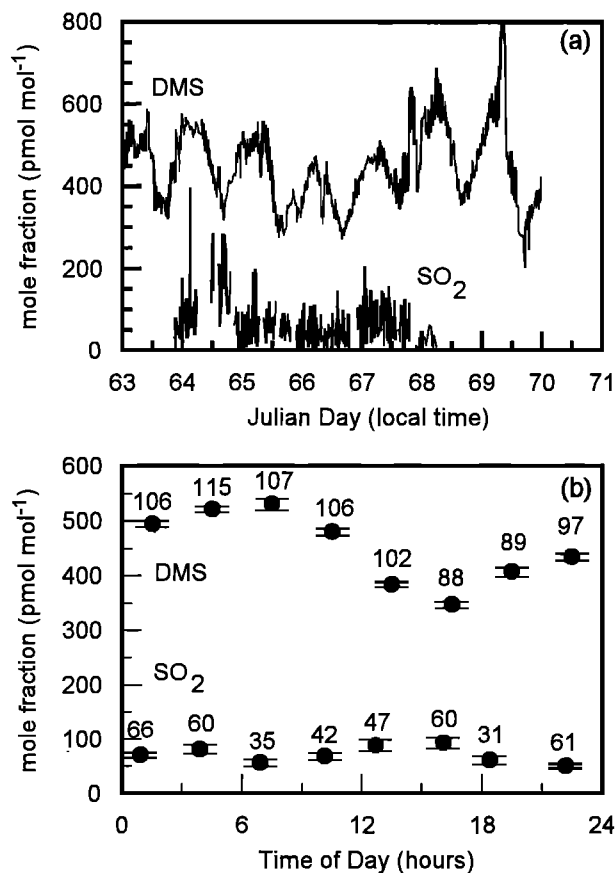 (a)
800
600
400
200
0
mole fraction (pmol mol⁻¹)
DMS
SO₂
63 64 65 66 67 68 69 70 71
Julian Day (local time)
(b)
600
500
400
300
200
100
0
mole fraction (pmol mol⁻¹)
106 115 107 106 102 88 89 97
DMS
SO₂
66 60 35 42 47 60 31 61
0 6 12 18 24
Time of Day (hours)